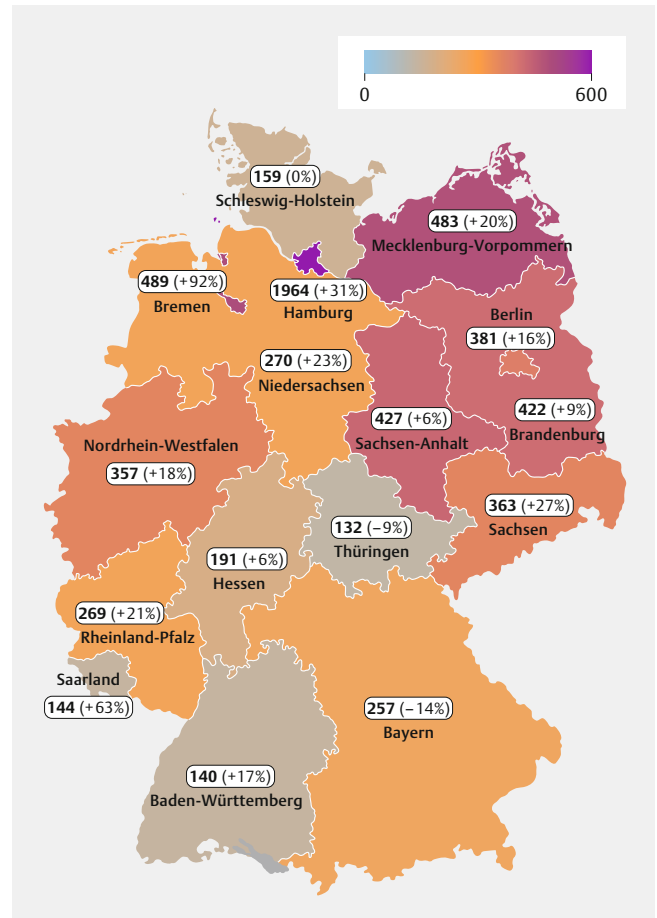 0
600
159 (0%)
Schleswig-Holstein
483 (+20%)
Mecklenburg-Vorpommern
489 (+92%)
Bremen
1964 (+31%)
Hamburg
Berlin
381 (+16%)
270 (+23%)
Niedersachsen
427 (+6%)
Sachsen-Anhalt
422 (+9%)
Brandenburg
Nordrhein-Westfalen
357 (+18%)
363 (+27%)
Sachsen
132 (−9%)
Thüringen
191 (+6%)
Hessen
269 (+21%)
Rheinland-Pfalz
Saarland
144 (+63%)
257 (−14%)
Bayern
140 (+17%)
Baden-Württemberg